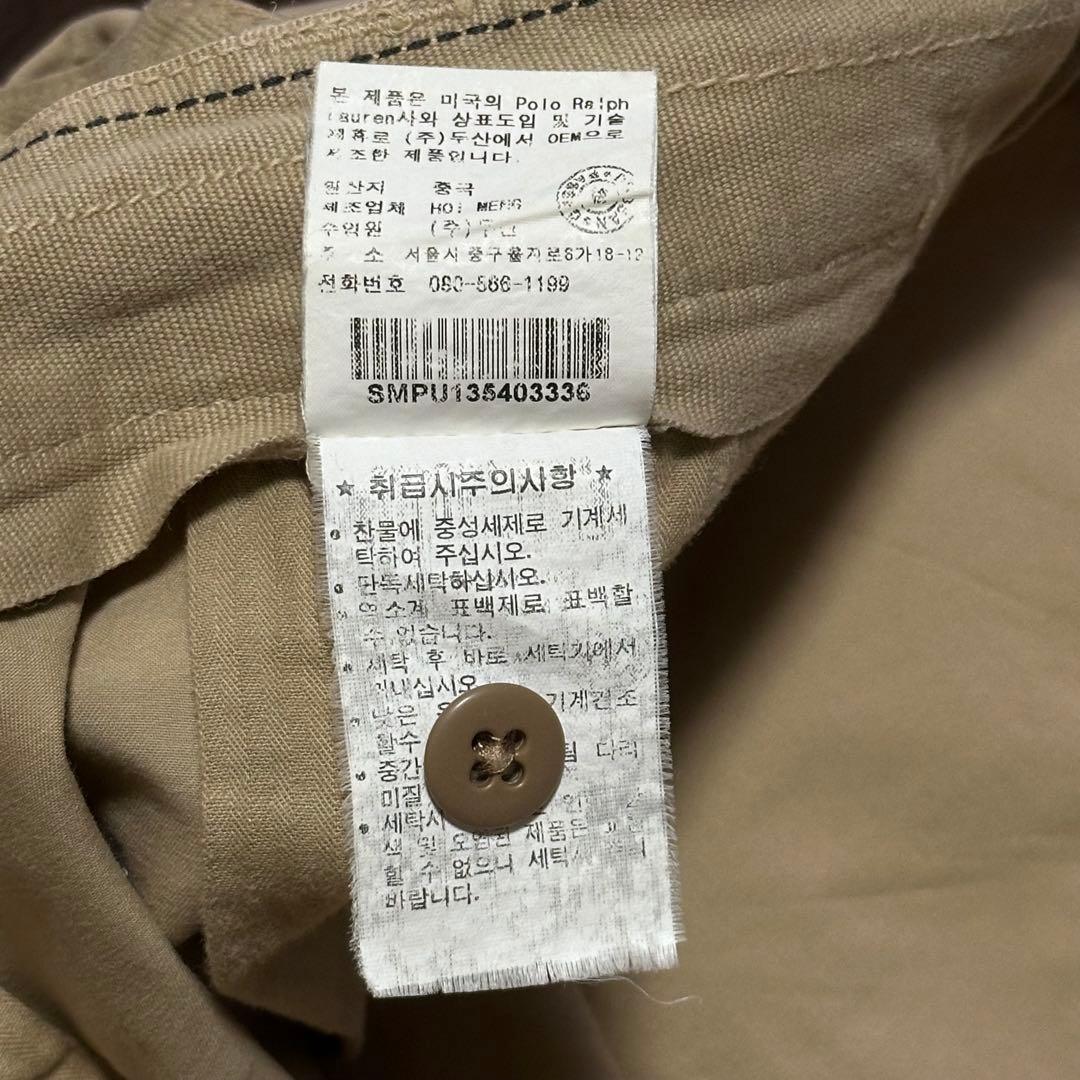 본 제품은 미국의 Polo Ralph
Lauren사와 상표도입 및 기술
제휴로 (주)두산에서 OEM으로
제조한 제품입니다.
원산지 중국
제조업체 HOI MENG
수입원 (주)두산
주 소 서울시 중구을지로6가18-12
전화번호 080-566-1199
SMPU135403336
★ 취급시주의사항 ★
• 찬물에 중성세제로 기계세
탁하여 주십시오.
• 단독세탁하십시오.
• 염소계 표백제로 표백할
수 없습니다.
• 세탁 후 바로 세탁기에서
꺼내십시오
• 낮은 기계건조
할수
• 중간 다려
미질
• 세탁시
색 및 오염된 제품은
할 수 없으니 세탁시
바랍니다.